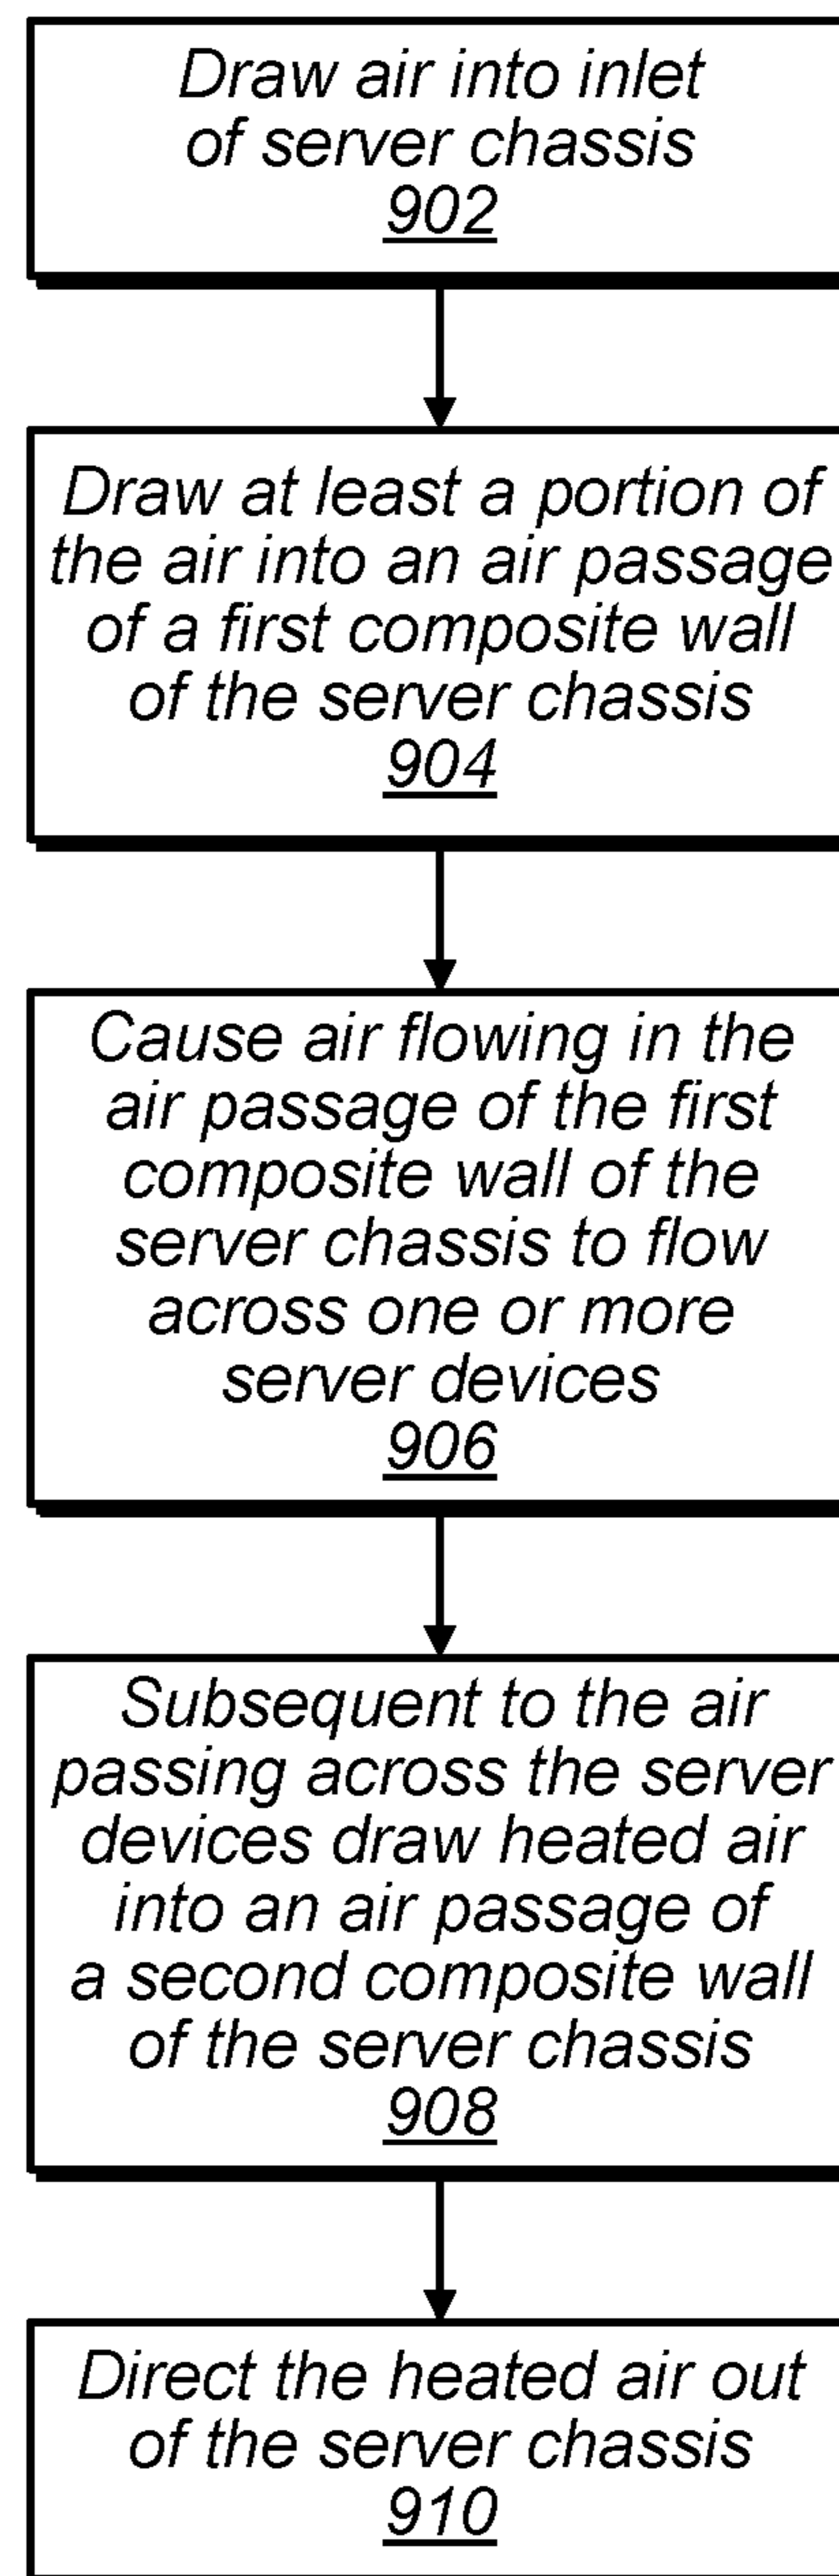 Draw air into inlet
of server chassis
902
Draw at least a portion of
the air into an air passage
of a first composite wall
of the server chassis
904
Cause air flowing in the
air passage of the first
composite wall of the
server chassis to flow
across one or more
server devices
906
Subsequent to the air
passing across the server
devices draw heated air
into an air passage of
a second composite wall
of the server chassis
908
Direct the heated air out
of the server chassis
910